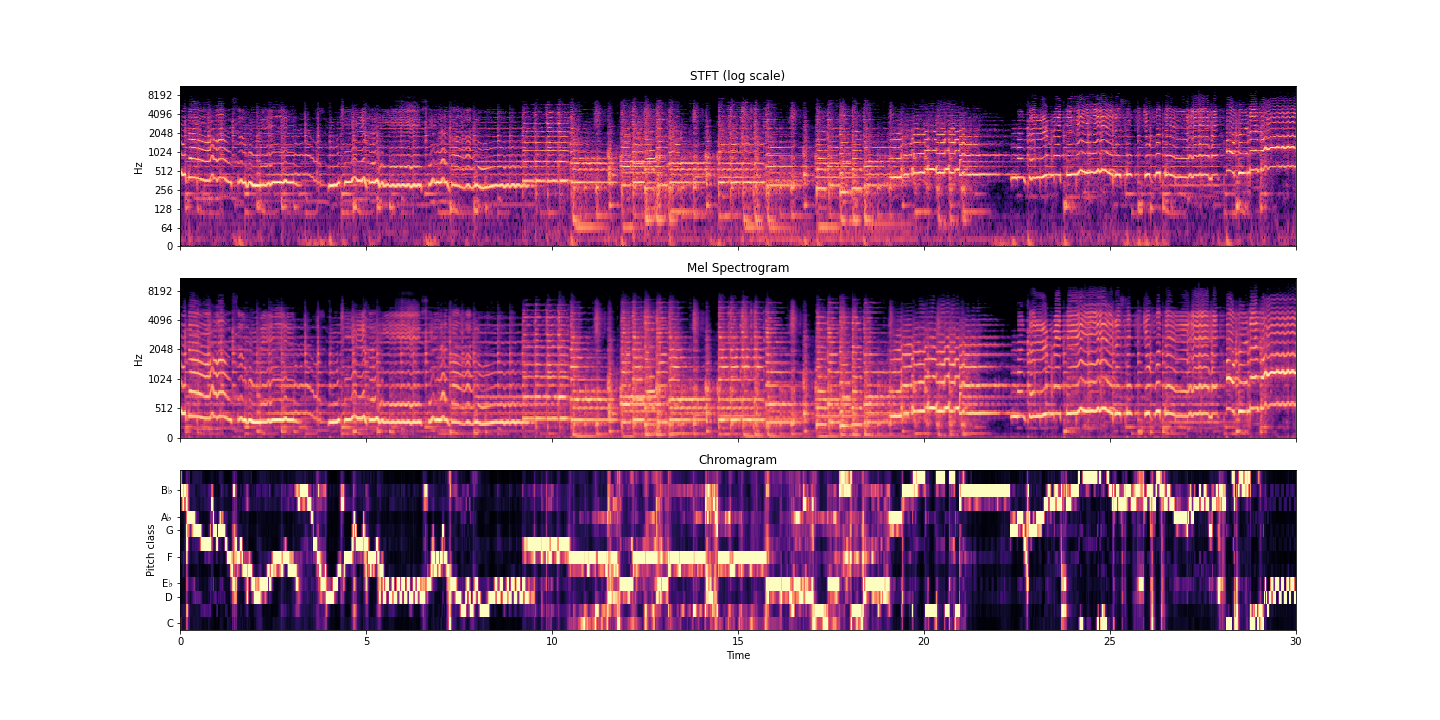 STFT (log scale)
8192
4096
2048
1024
512
256
128
64
0
Hz
Mel Spectrogram
8192
4096
2048
1024
512
0
Hz
Chromagram
B♭
A♭
G
F
E♭
D
C
Pitch class
0 5 10 15 20 25 30
Time